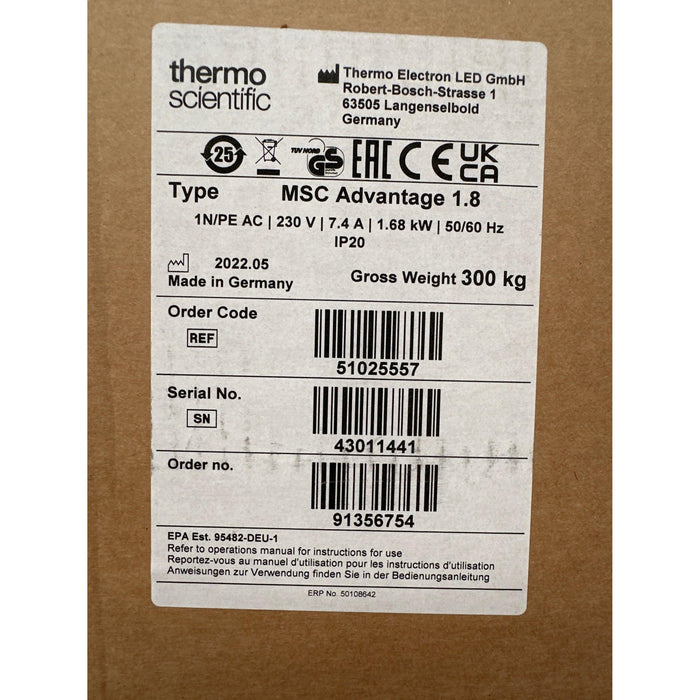 thermo
scientific
Thermo Electron LED GmbH
Robert-Bosch-Strasse 1
63505 Langenselbold
Germany
25
TÜV NORD
GS
EAC CE UK
CA
Type MSC Advantage 1.8
1N/PE AC | 230 V | 7.4 A | 1.68 kW | 50/60 Hz
IP20
2022.05
Made in Germany
Gross Weight 300 kg
Order Code
REF
51025557
Serial No.
SN
43011441
Order no.
91356754
EPA Est. 95482-DEU-1
Refer to operations manual for instructions for use
Reportez-vous au manuel d'utilisation pour les instructions d'utilisation
Anweisungen zur Verwendung finden Sie in der Bedienungsanleitung
ERP No. 50108642